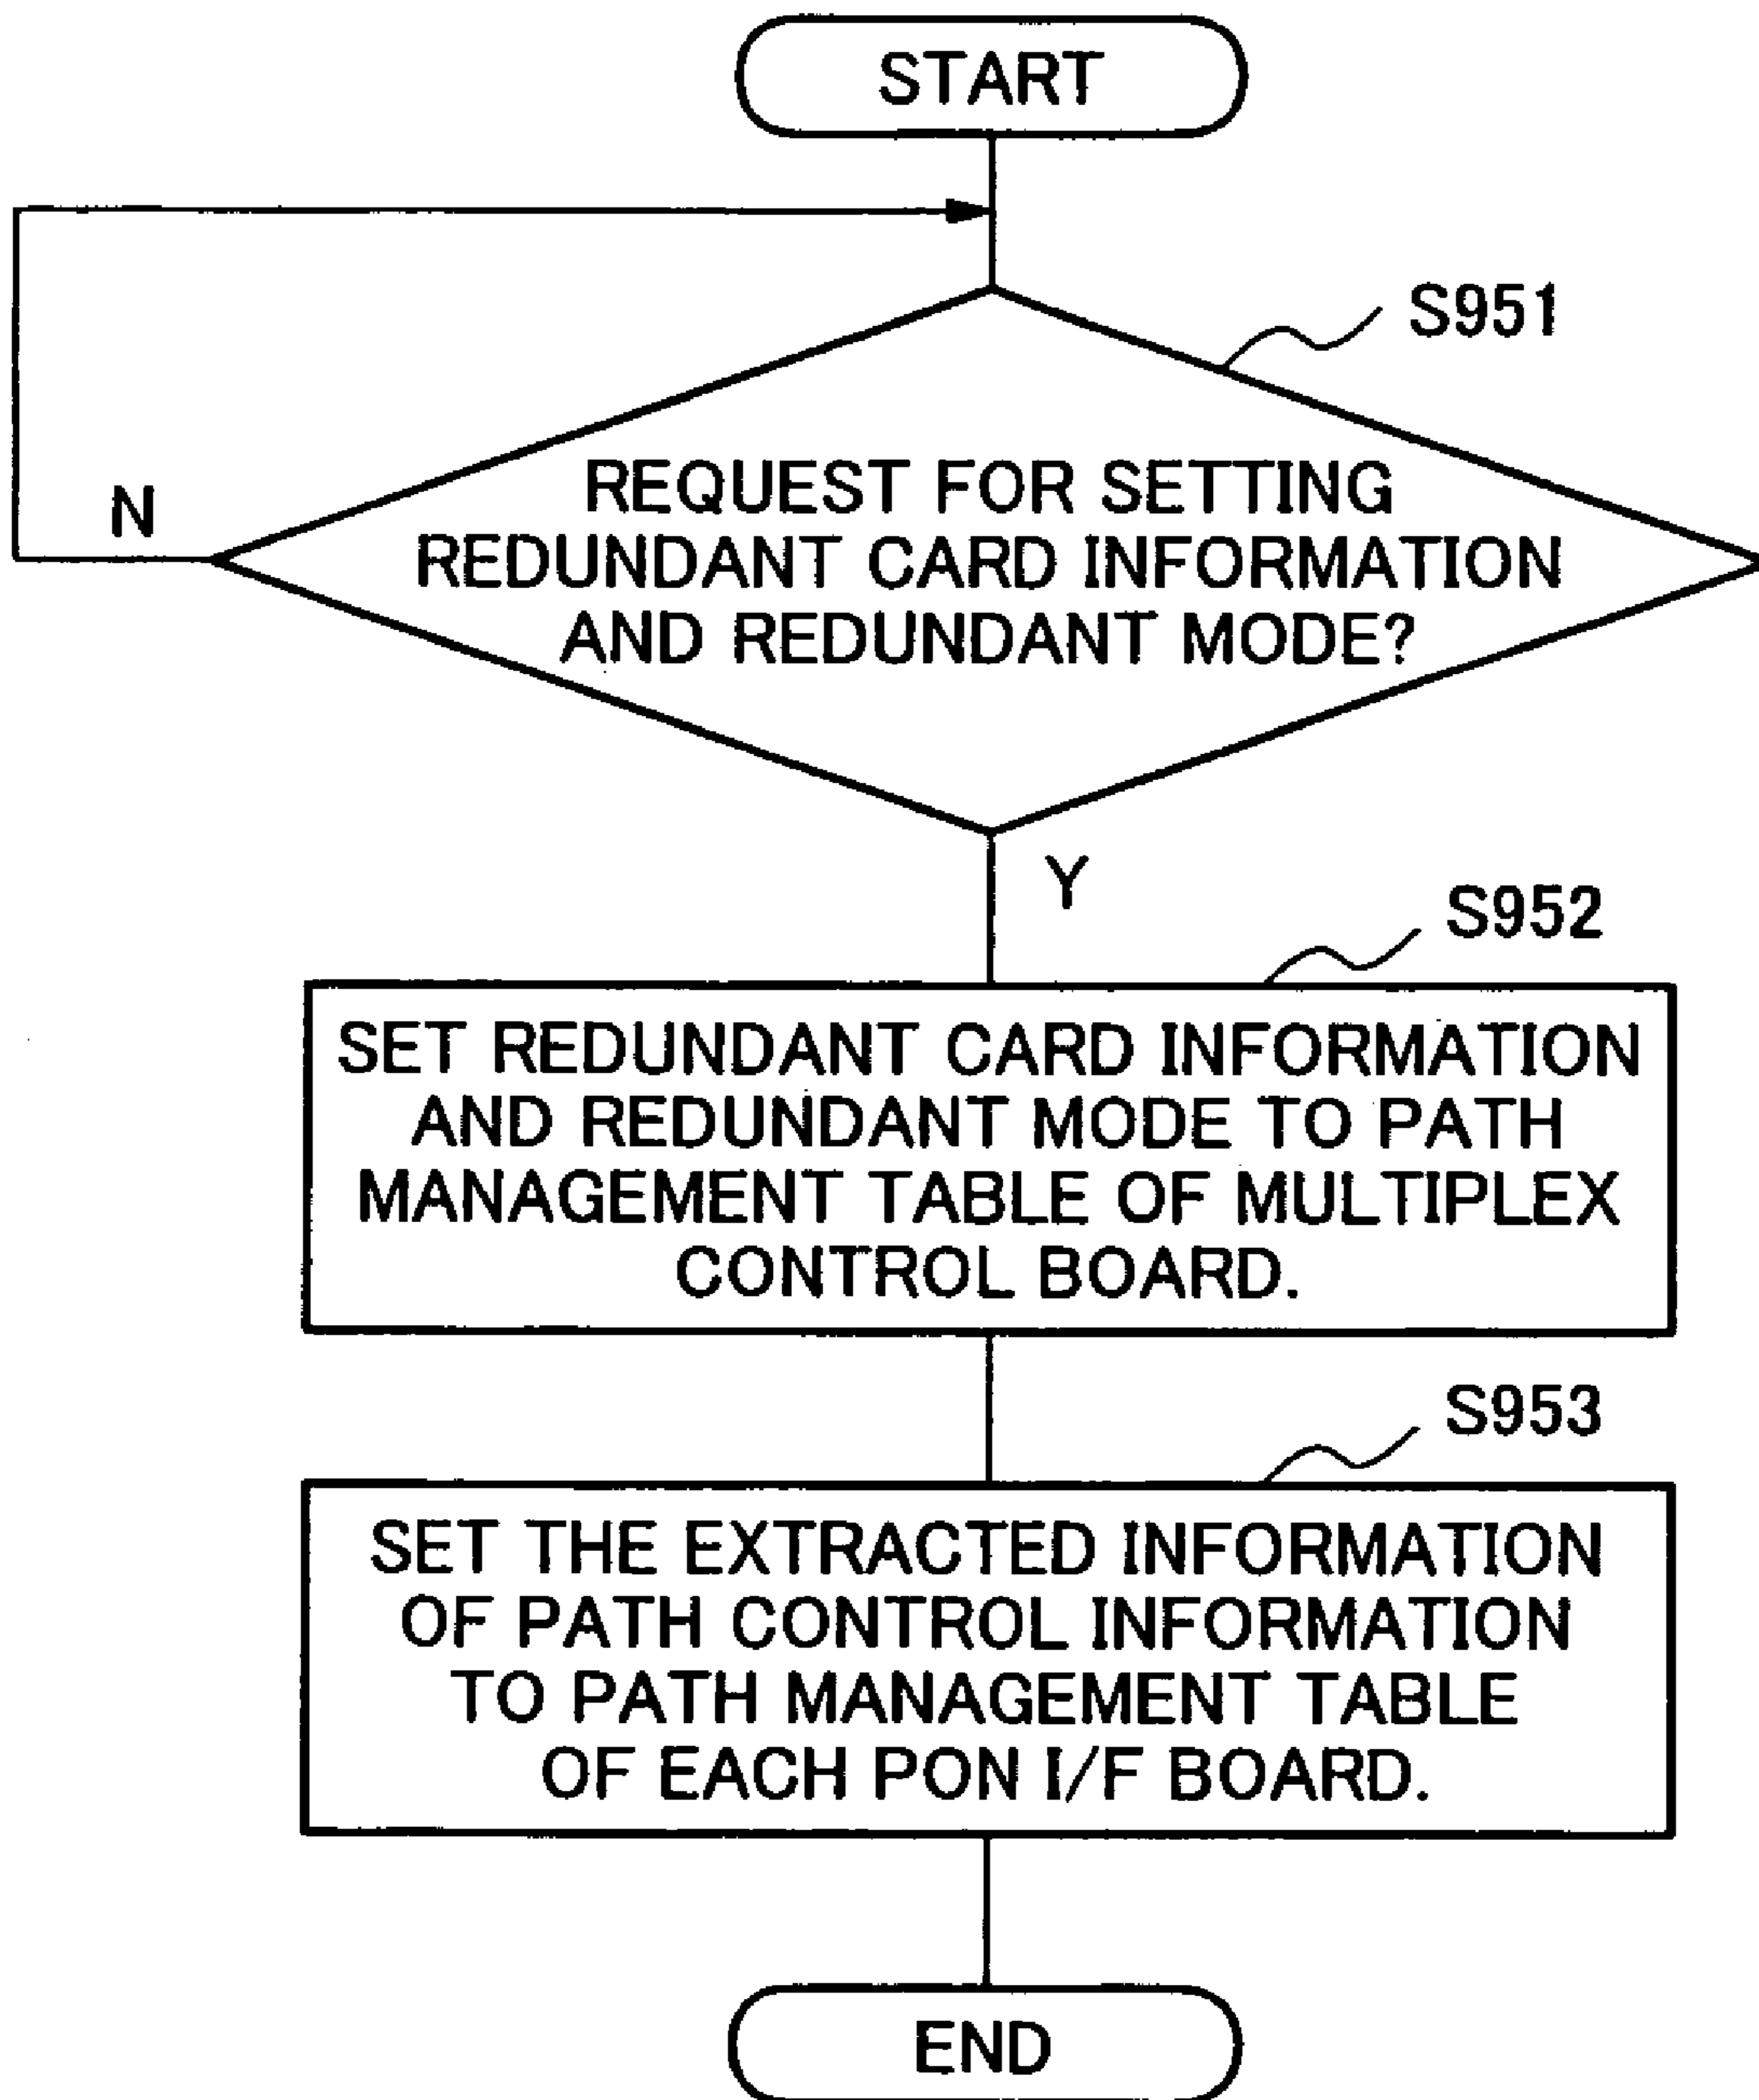 START
S951
REQUEST FOR SETTING
REDUNDANT CARD INFORMATION
AND REDUNDANT MODE?
N
Y
S952
SET REDUNDANT CARD INFORMATION
AND REDUNDANT MODE TO PATH
MANAGEMENT TABLE OF MULTIPLEX
CONTROL BOARD.
S953
SET THE EXTRACTED INFORMATION
OF PATH CONTROL INFORMATION
TO PATH MANAGEMENT TABLE
OF EACH PON I/F BOARD.
END